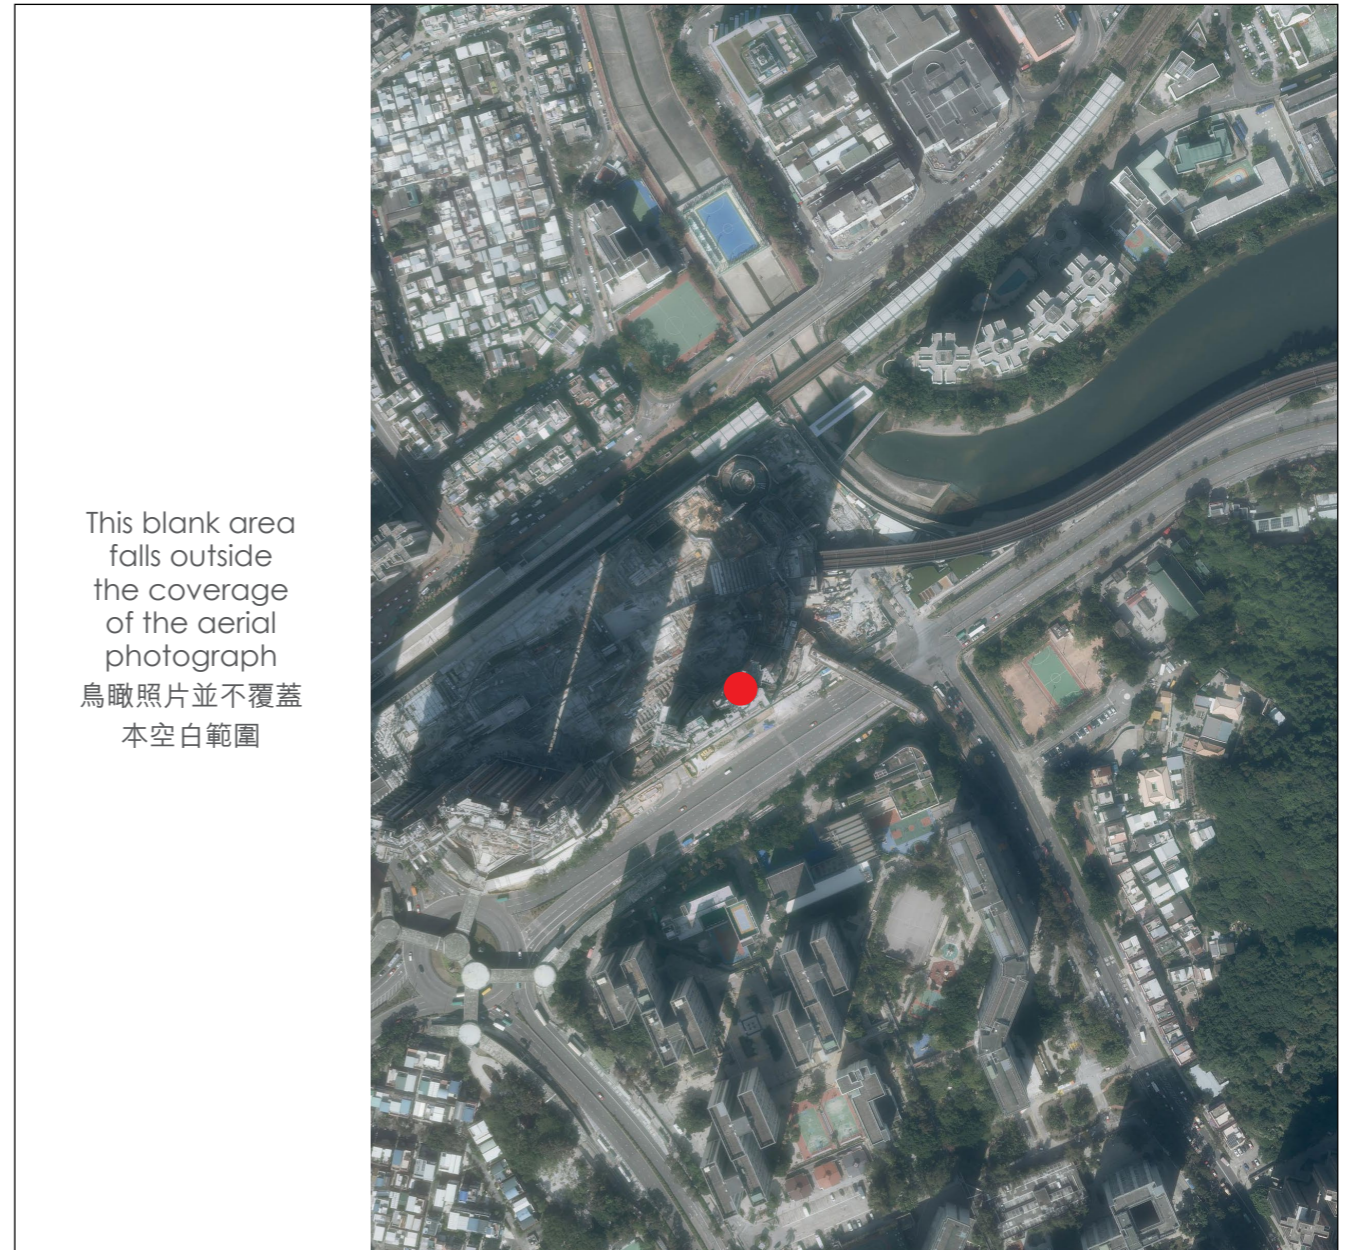 This blank area
falls outside
the coverage
of the aerial
photograph
鳥瞰照片並不覆蓋
本空白範圍